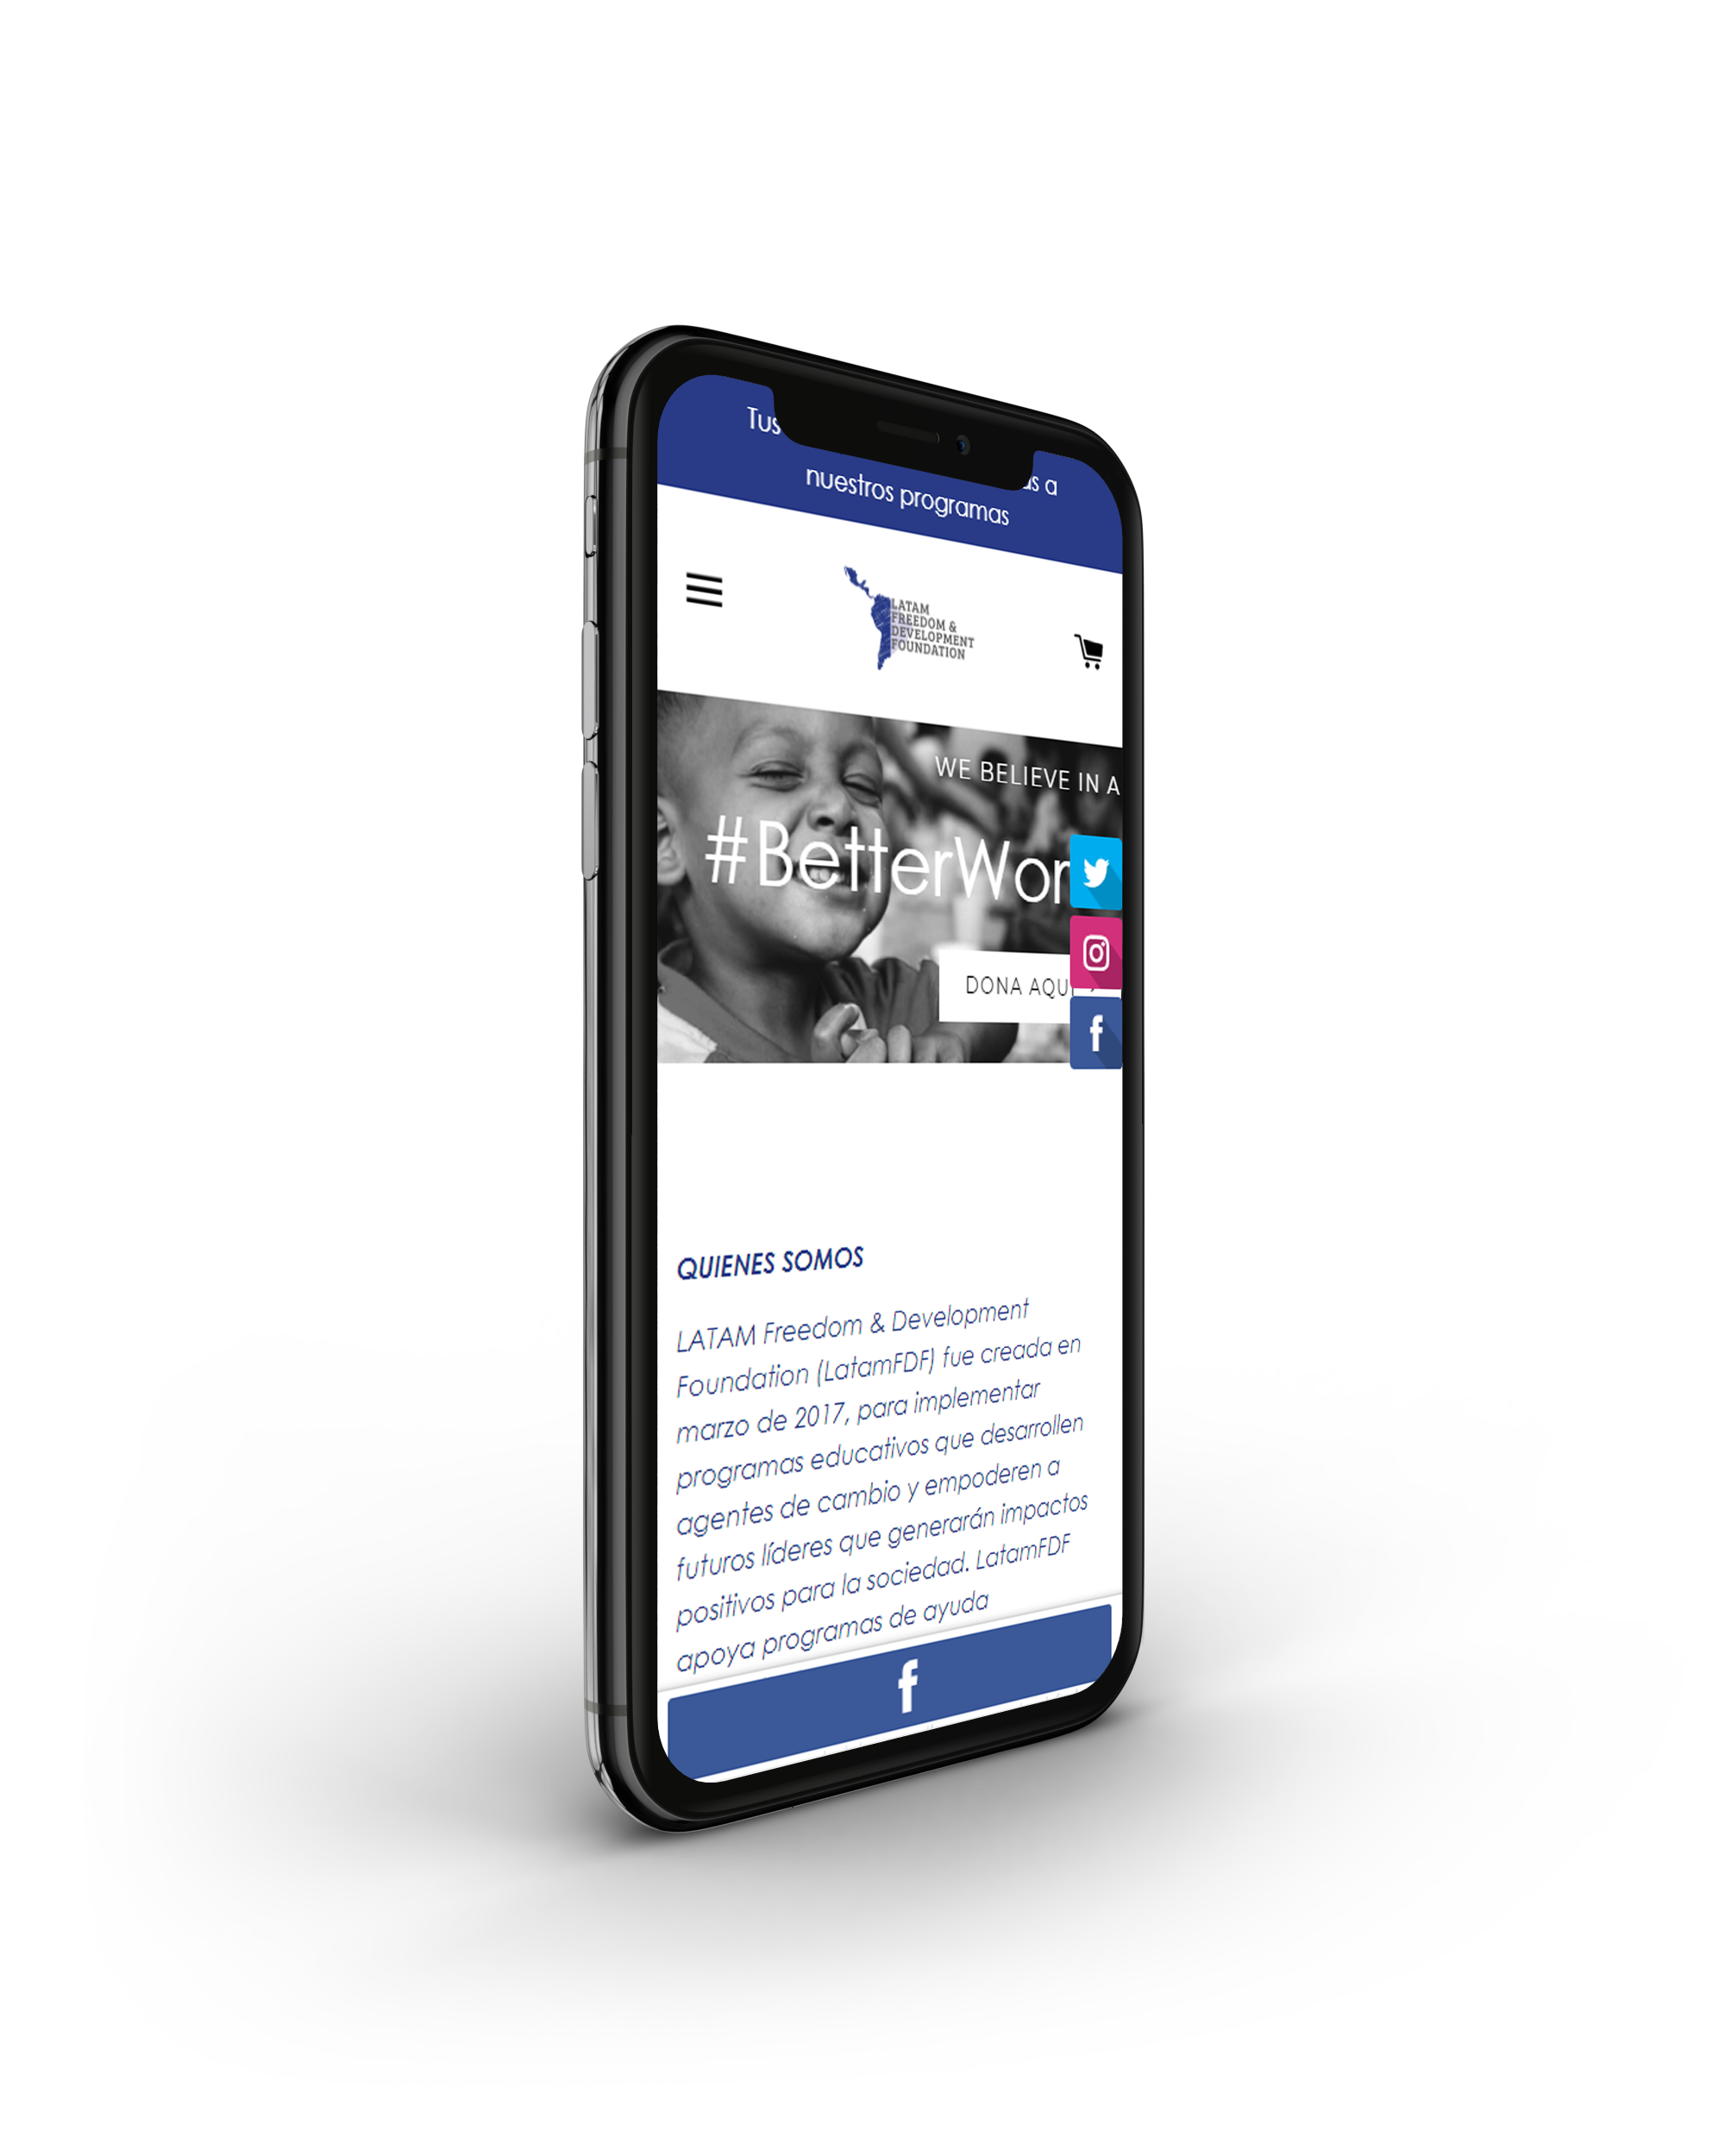 Tus
as a
nuestros programas
LATAM
FREEDOM &
DEVELOPMENT
FOUNDATION
WE BELIEVE IN A
#BetterWor
DONA AQUÍ
QUIENES SOMOS
LATAM Freedom & Development
Foundation (LatamFDF) fue creada en
marzo de 2017, para implementar
programas educativos que desarrollen
agentes de cambio y empoderen a
futuros líderes que generarán impactos
positivos para la sociedad. LatamFDF
apoya programas de ayuda